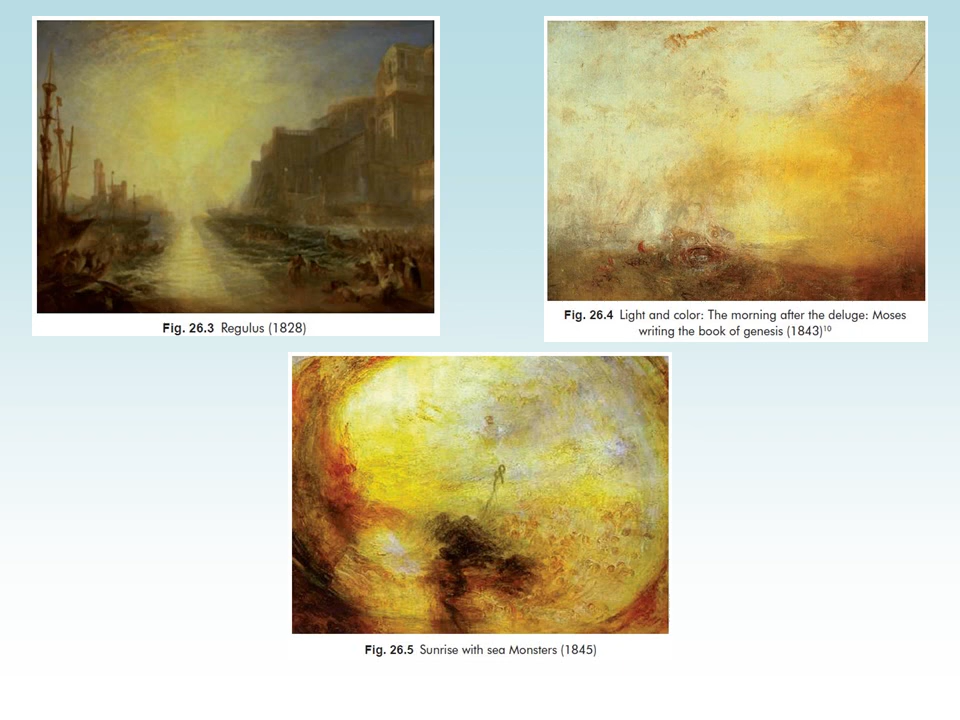 Fig. 26.3 Regulus (1828)
Fig. 26.4 Light and color: The morning after the deluge: Moses
writing the book of genesis (1843)¹⁰
Fig. 26.5 Sunrise with sea Monsters (1845)